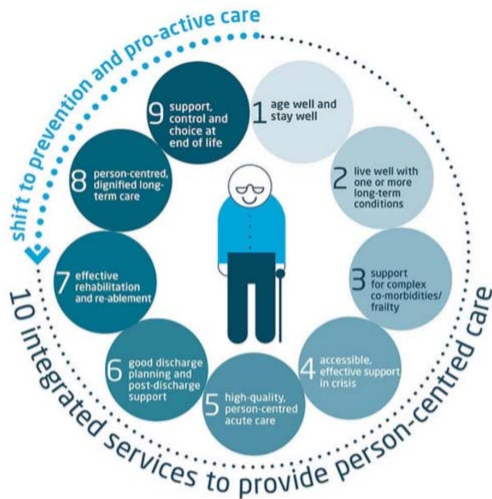 shift to prevention and pro-active care
1 age well and
stay well
2 live well with
one or more
long-term
conditions
3 support
for complex
co-morbidities/
frailty
4 accessible,
effective support
in crisis
5 high-quality,
person-centred
acute care
6 good discharge
planning and
post-discharge
support
7 effective
rehabilitation
and re-ablement
8 person-centred,
dignified long-
term care
9 support,
control and
choice at
end of life
10 integrated services to provide person-centred care